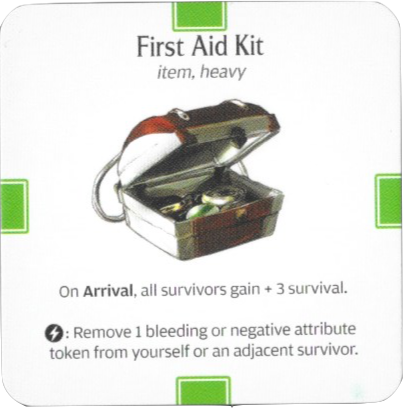 First Aid Kit
item, heavy
On Arrival, all survivors gain + 3 survival.
: Remove 1 bleeding or negative attribute
token from yourself or an adjacent survivor.